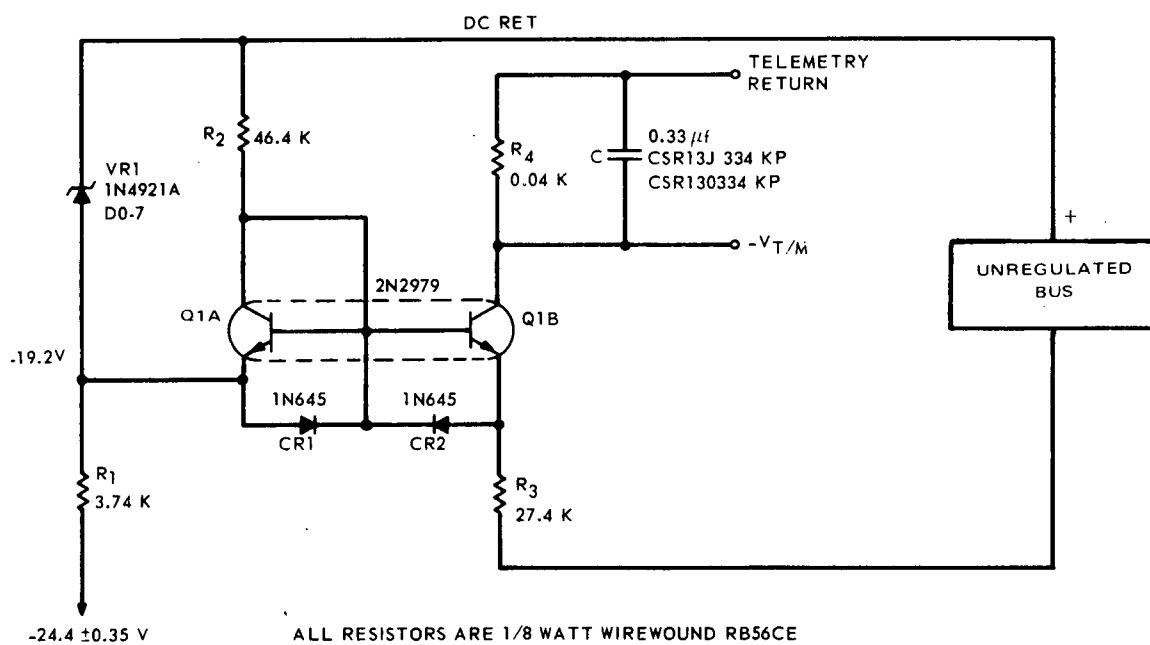 DC RET
TELEMETRY
RETURN
R2
46.4 K
R4
0.04 K
C
0.33 μf
CSR13J 334 KP
CSR130334 KP
VR1
1N4921A
D0-7
+
-VT/M
UNREGULATED
BUS
2N2979
Q1A
Q1B
-19.2V
1N645
1N645
CR1
CR2
R1
3.74 K
R3
27.4 K
-24.4 ±0.35 V
ALL RESISTORS ARE 1/8 WATT WIREWOUND RB56CE